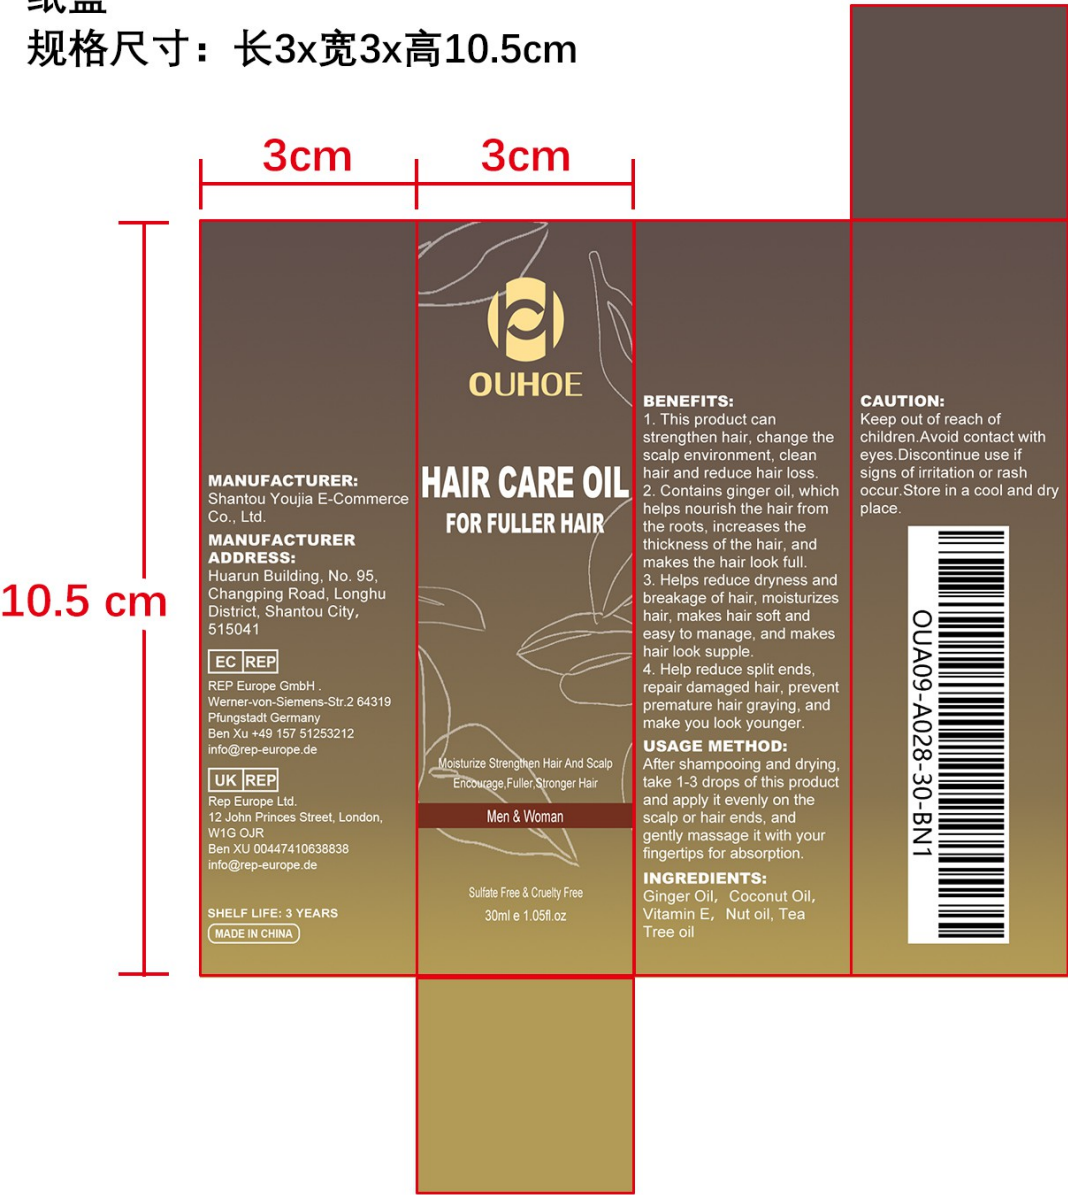 纸盒
规格尺寸：长3x宽3x高10.5cm
3cm
3cm
10.5 cm
MANUFACTURER:
Shantou Youjia E-Commerce
Co., Ltd.
MANUFACTURER
ADDRESS:
Huarun Building, No. 95,
Changping Road, Longhu
District, Shantou City,
515041
EC REP
REP Europe GmbH .
Werner-von-Siemens-Str.2 64319
Pfungstadt Germany
Ben Xu +49 157 51253212
info@rep-europe.de
UK REP
Rep Europe Ltd.
12 John Princes Street, London,
W1G OJR
Ben XU 00447410638838
info@rep-europe.de
SHELF LIFE: 3 YEARS
MADE IN CHINA
OUHOE
HAIR CARE OIL
FOR FULLER HAIR
Moisturize Strengthen Hair And Scalp
Encourage,Fuller,Stronger Hair
Men & Woman
Sulfate Free & Cruelty Free
30ml e 1.05fl.oz
BENEFITS:
1. This product can
strengthen hair, change the
scalp environment, clean
hair and reduce hair loss.
2. Contains ginger oil, which
helps nourish the hair from
the roots, increases the
thickness of the hair, and
makes the hair look full.
3. Helps reduce dryness and
breakage of hair, moisturizes
hair, makes hair soft and
easy to manage, and makes
hair look supple.
4. Help reduce split ends,
repair damaged hair, prevent
premature hair graying, and
make you look younger.
USAGE METHOD:
After shampooing and drying,
take 1-3 drops of this product
and apply it evenly on the
scalp or hair ends, and
gently massage it with your
fingertips for absorption.
INGREDIENTS:
Ginger Oil,  Coconut Oil,
Vitamin E,  Nut oil, Tea
Tree oil
CAUTION:
Keep out of reach of
children.Avoid contact with
eyes.Discontinue use if
signs of irritation or rash
occur.Store in a cool and dry
place.
OUA09-A028-30-BN1